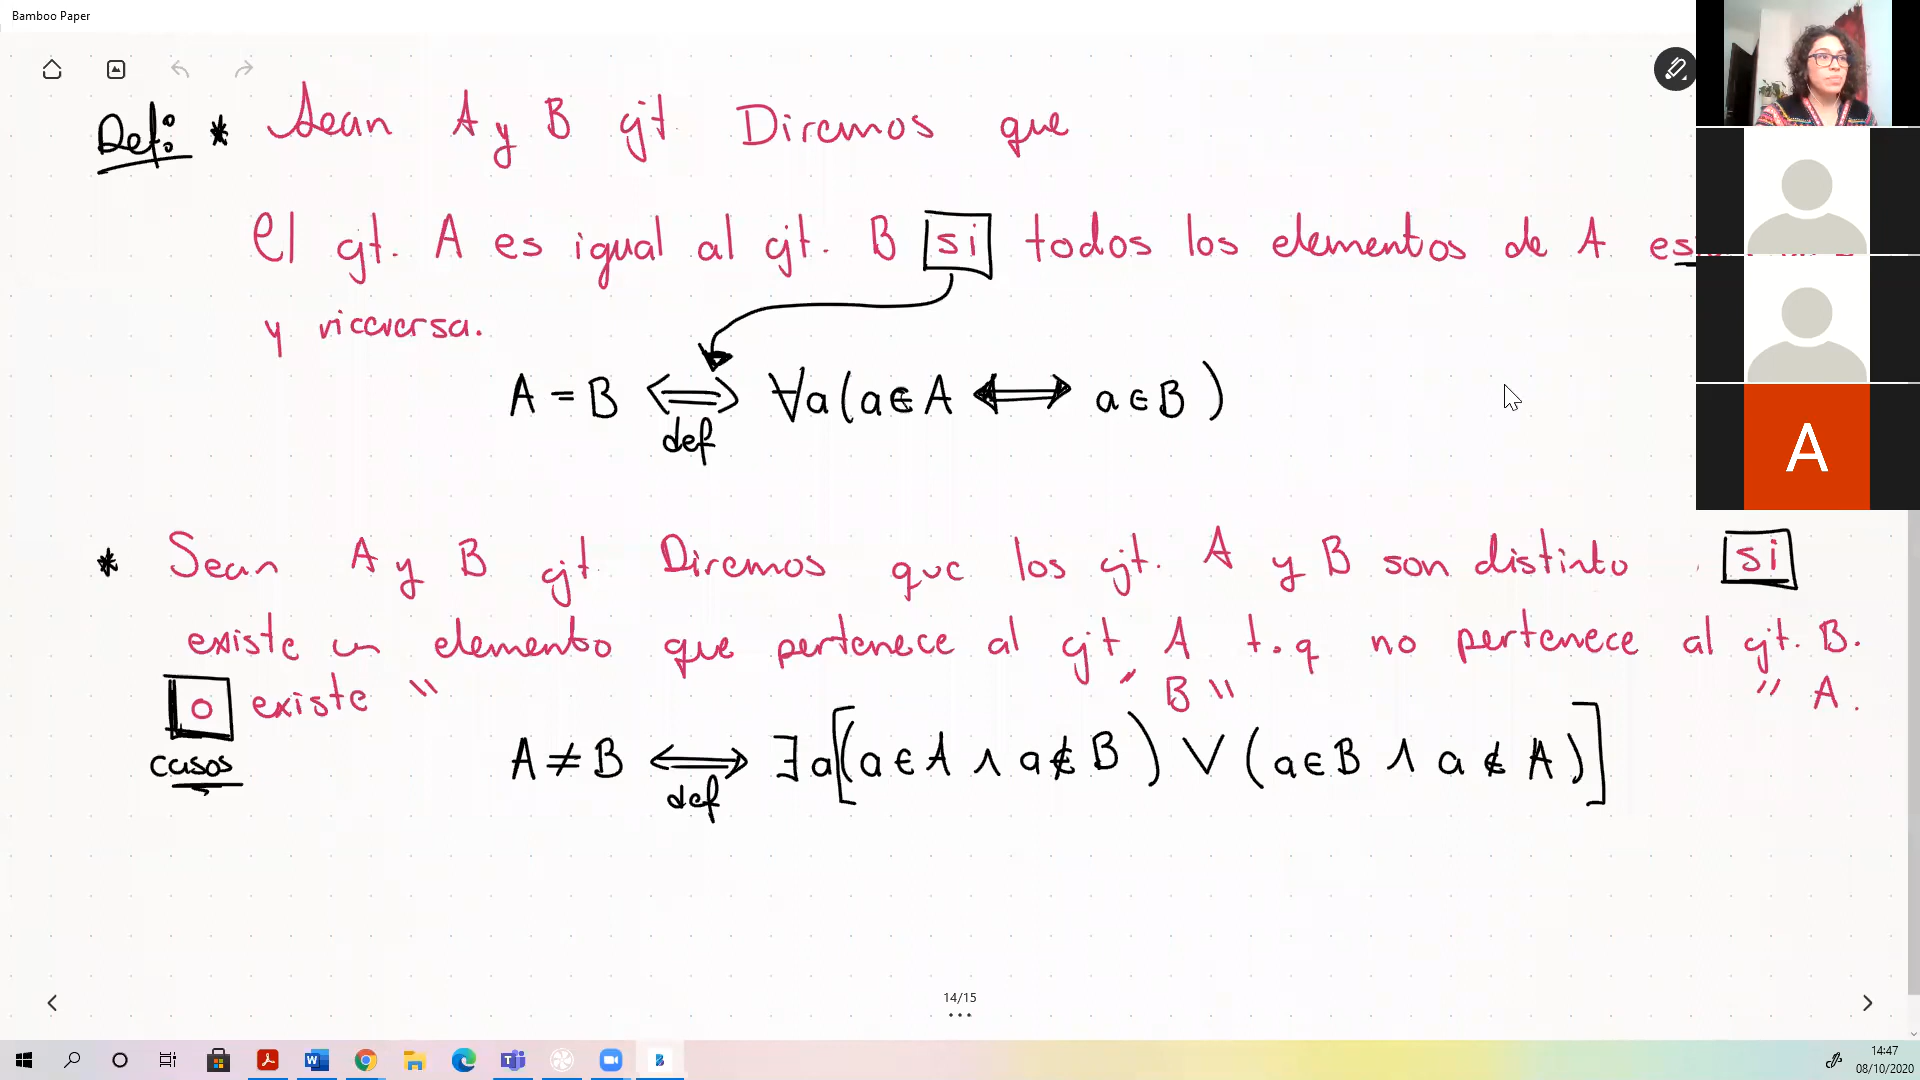 Bamboo Paper
Def: * Sean A y B cjt. Diremos que
El cjt. A es igual al cjt. B si todos los elementos de A es
y viceversa.
A = B ⟺ ∀a(a∈A ⟺ a∈B)
def
* Sean A y B cjt. Diremos que los cjt. A y B son distinto si
existe un elemento que pertenece al cjt A t.q no pertenece al cjt. B.
o existe " " B " " A.
casos
A ≠ B ⟺ ∃a[(a∈A ∧ a∉B) ∨ (a∈B ∧ a∉A)]
def
A
14/15
14:47
08/10/2020